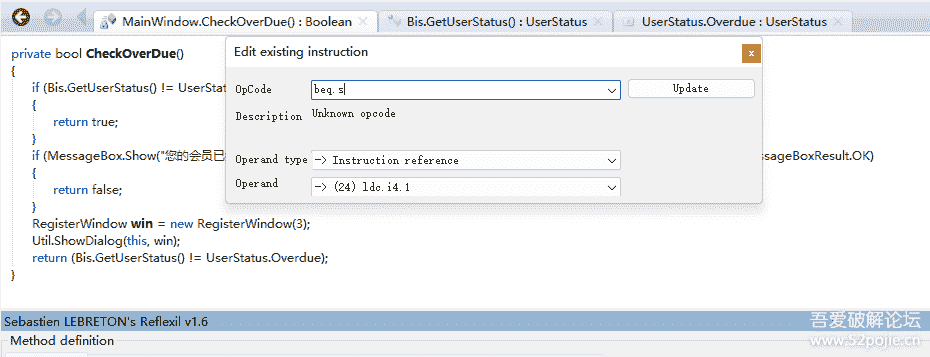 MainWindow.CheckOverDue() : Boolean
Bis.GetUserStatus() : UserStatus
UserStatus.Overdue : UserStatus
private bool CheckOverDue()
{
if (Bis.GetUserStatus() != UserStat
{
return true;
}
if (MessageBox.Show("您的会员已
ssageBoxResult.OK)
{
return false;
}
RegisterWindow win = new RegisterWindow(3);
Util.ShowDialog(this, win);
return (Bis.GetUserStatus() != UserStatus.Overdue);
}
Edit existing instruction
x
OpCode
beq.s
Update
Description
Unknown opcode
Operand type
-> Instruction reference
Operand
-> (24) ldc.i4.1
Sebastien LEBRETON's Reflexil v1.6
Method definition
吾爱破解论坛
www.52pojie.cn